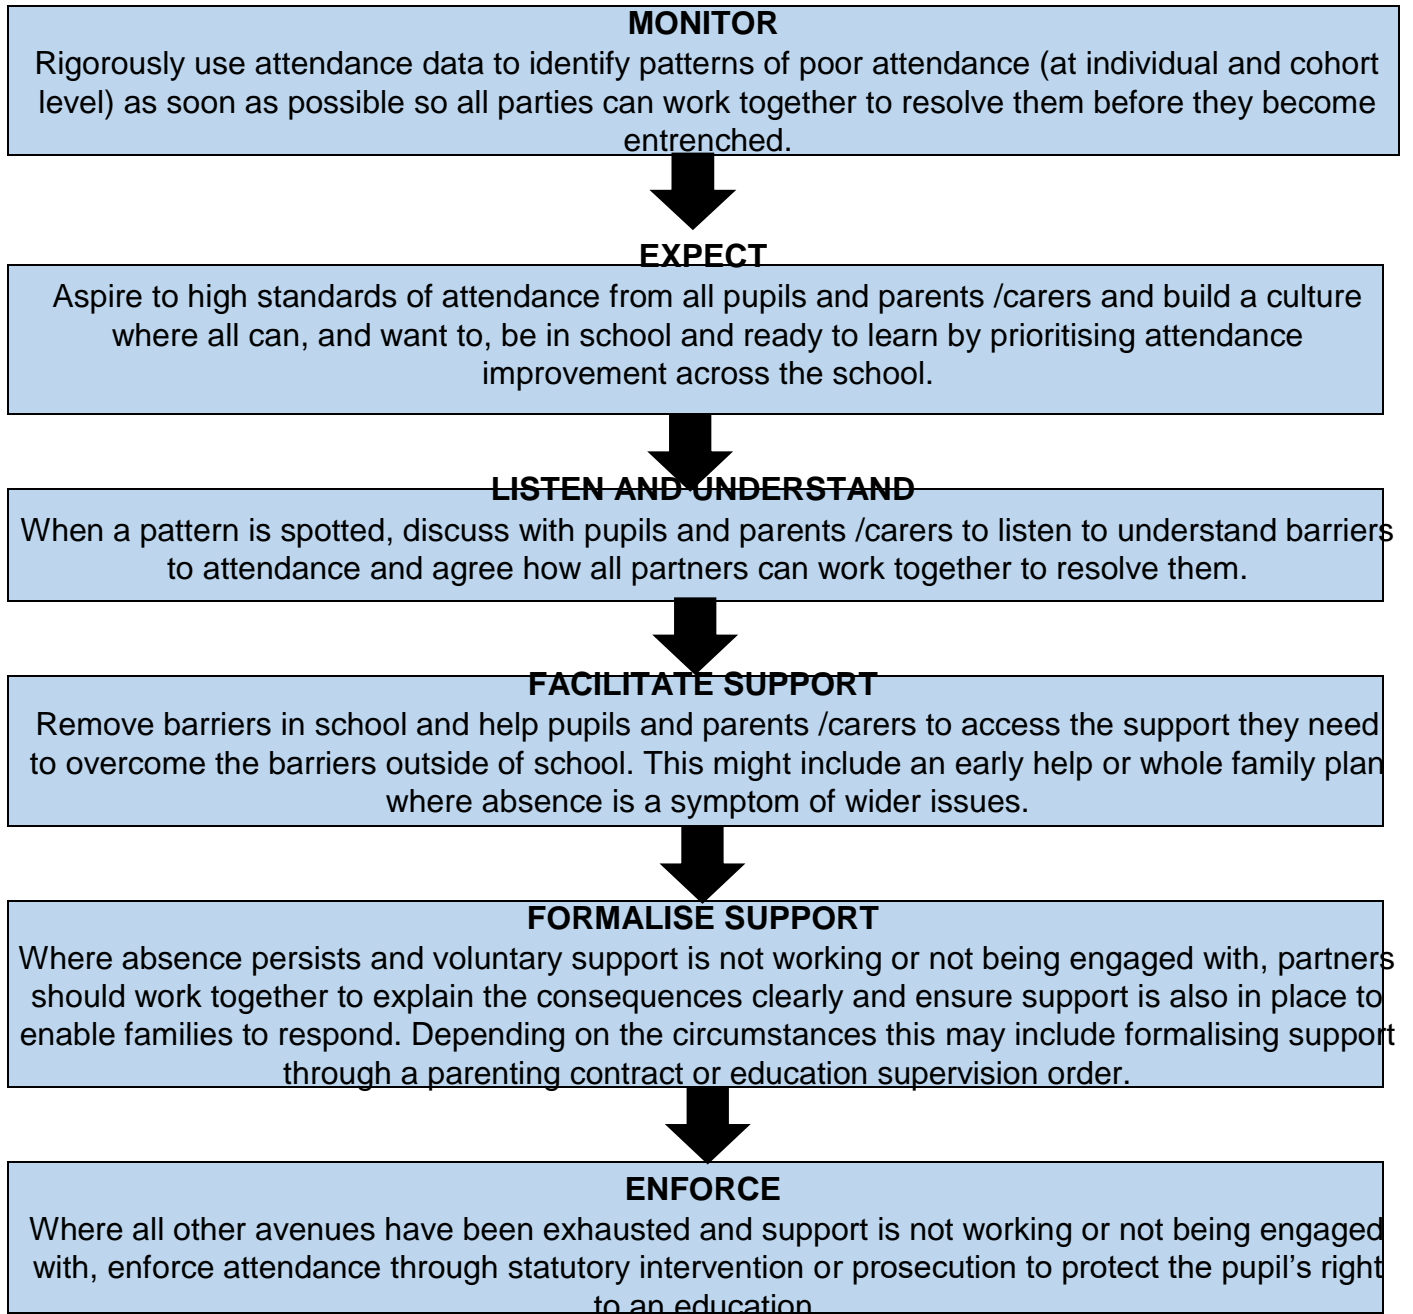 MONITOR
Rigorously use attendance data to identify patterns of poor attendance (at individual and cohort
level) as soon as possible so all parties can work together to resolve them before they become
entrenched.
EXPECT
Aspire to high standards of attendance from all pupils and parents /carers and build a culture
where all can, and want to, be in school and ready to learn by prioritising attendance
improvement across the school.
LISTEN AND UNDERSTAND
When a pattern is spotted, discuss with pupils and parents /carers to listen to understand barriers
to attendance and agree how all partners can work together to resolve them.
FACILITATE SUPPORT
Remove barriers in school and help pupils and parents /carers to access the support they need
to overcome the barriers outside of school. This might include an early help or whole family plan
where absence is a symptom of wider issues.
FORMALISE SUPPORT
Where absence persists and voluntary support is not working or not being engaged with, partners
should work together to explain the consequences clearly and ensure support is also in place to
enable families to respond. Depending on the circumstances this may include formalising support
through a parenting contract or education supervision order.
ENFORCE
Where all other avenues have been exhausted and support is not working or not being engaged
with, enforce attendance through statutory intervention or prosecution to protect the pupil’s right
to an education